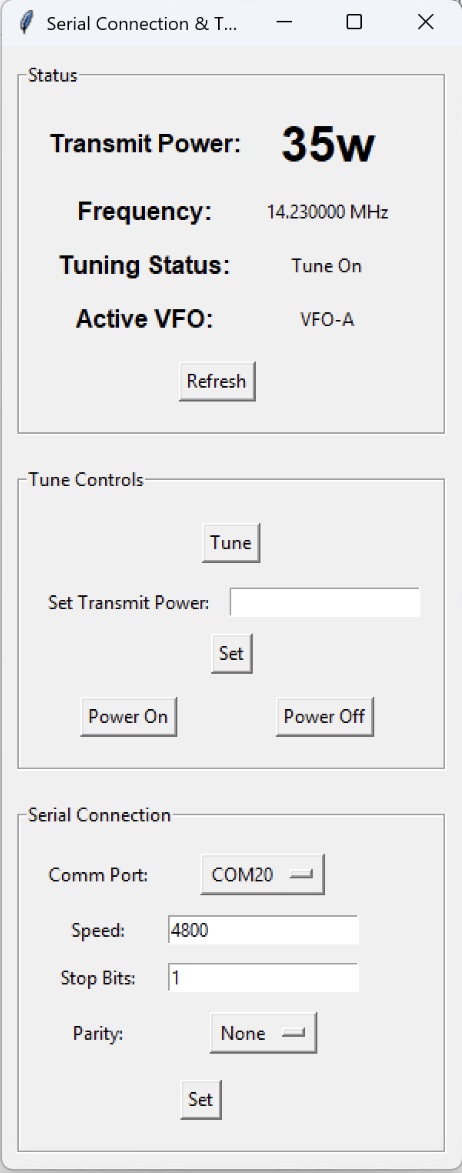 Serial Connection & T...
Status
Transmit Power: 35w
Frequency: 14.230000 MHz
Tuning Status: Tune On
Active VFO: VFO-A
Refresh
Tune Controls
Tune
Set Transmit Power:
Set
Power On Power Off
Serial Connection
Comm Port: COM20
Speed: 4800
Stop Bits: 1
Parity: None
Set